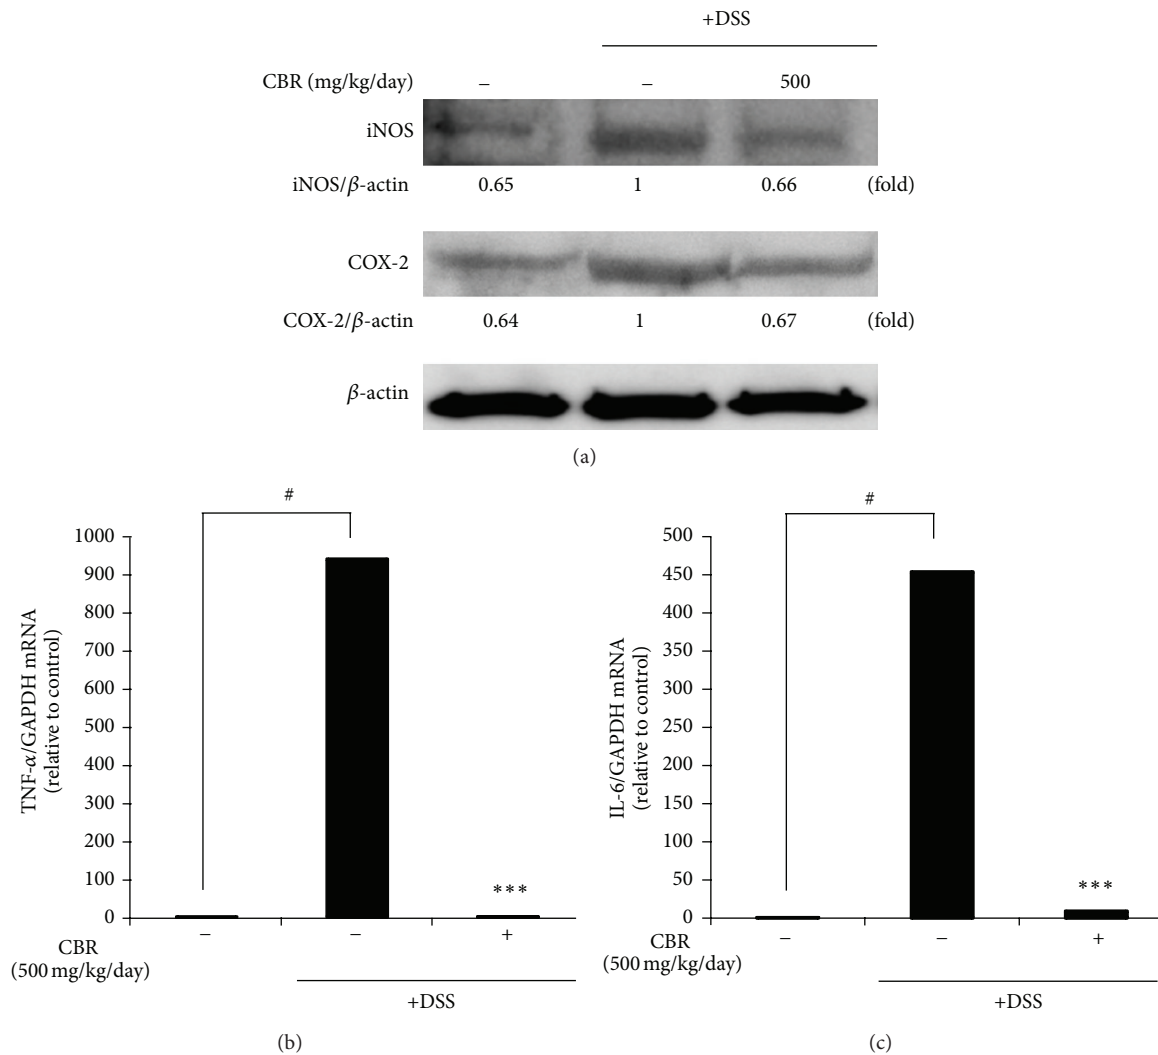 +DSS
CBR (mg/kg/day) – – 500
iNOS
iNOS/β-actin 0.65 1 0.66 (fold)
COX-2
COX-2/β-actin 0.64 1 0.67 (fold)
β-actin
(a)
#
1000
900
800
700
600
500
400
300
200
100
0
TNF-α/GAPDH mRNA
(relative to control)
***
CBR – – +
(500 mg/kg/day)
+DSS
(b)
#
500
450
400
350
300
250
200
150
100
50
0
IL-6/GAPDH mRNA
(relative to control)
***
CBR – – +
(500 mg/kg/day)
+DSS
(c)